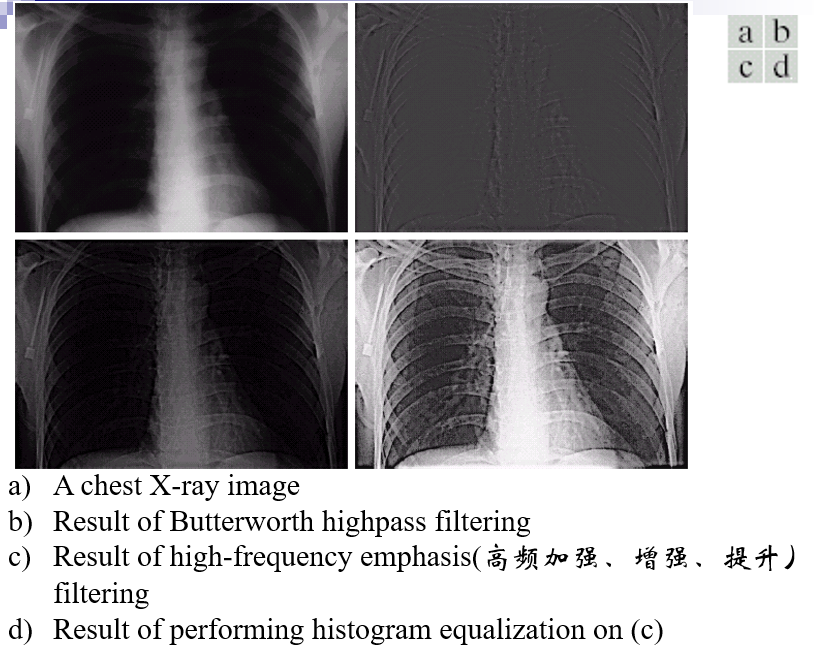 a b
c d
a) A chest X-ray image
b) Result of Butterworth highpass filtering
c) Result of high-frequency emphasis(高频加强、增强、提升)
filtering
d) Result of performing histogram equalization on (c)